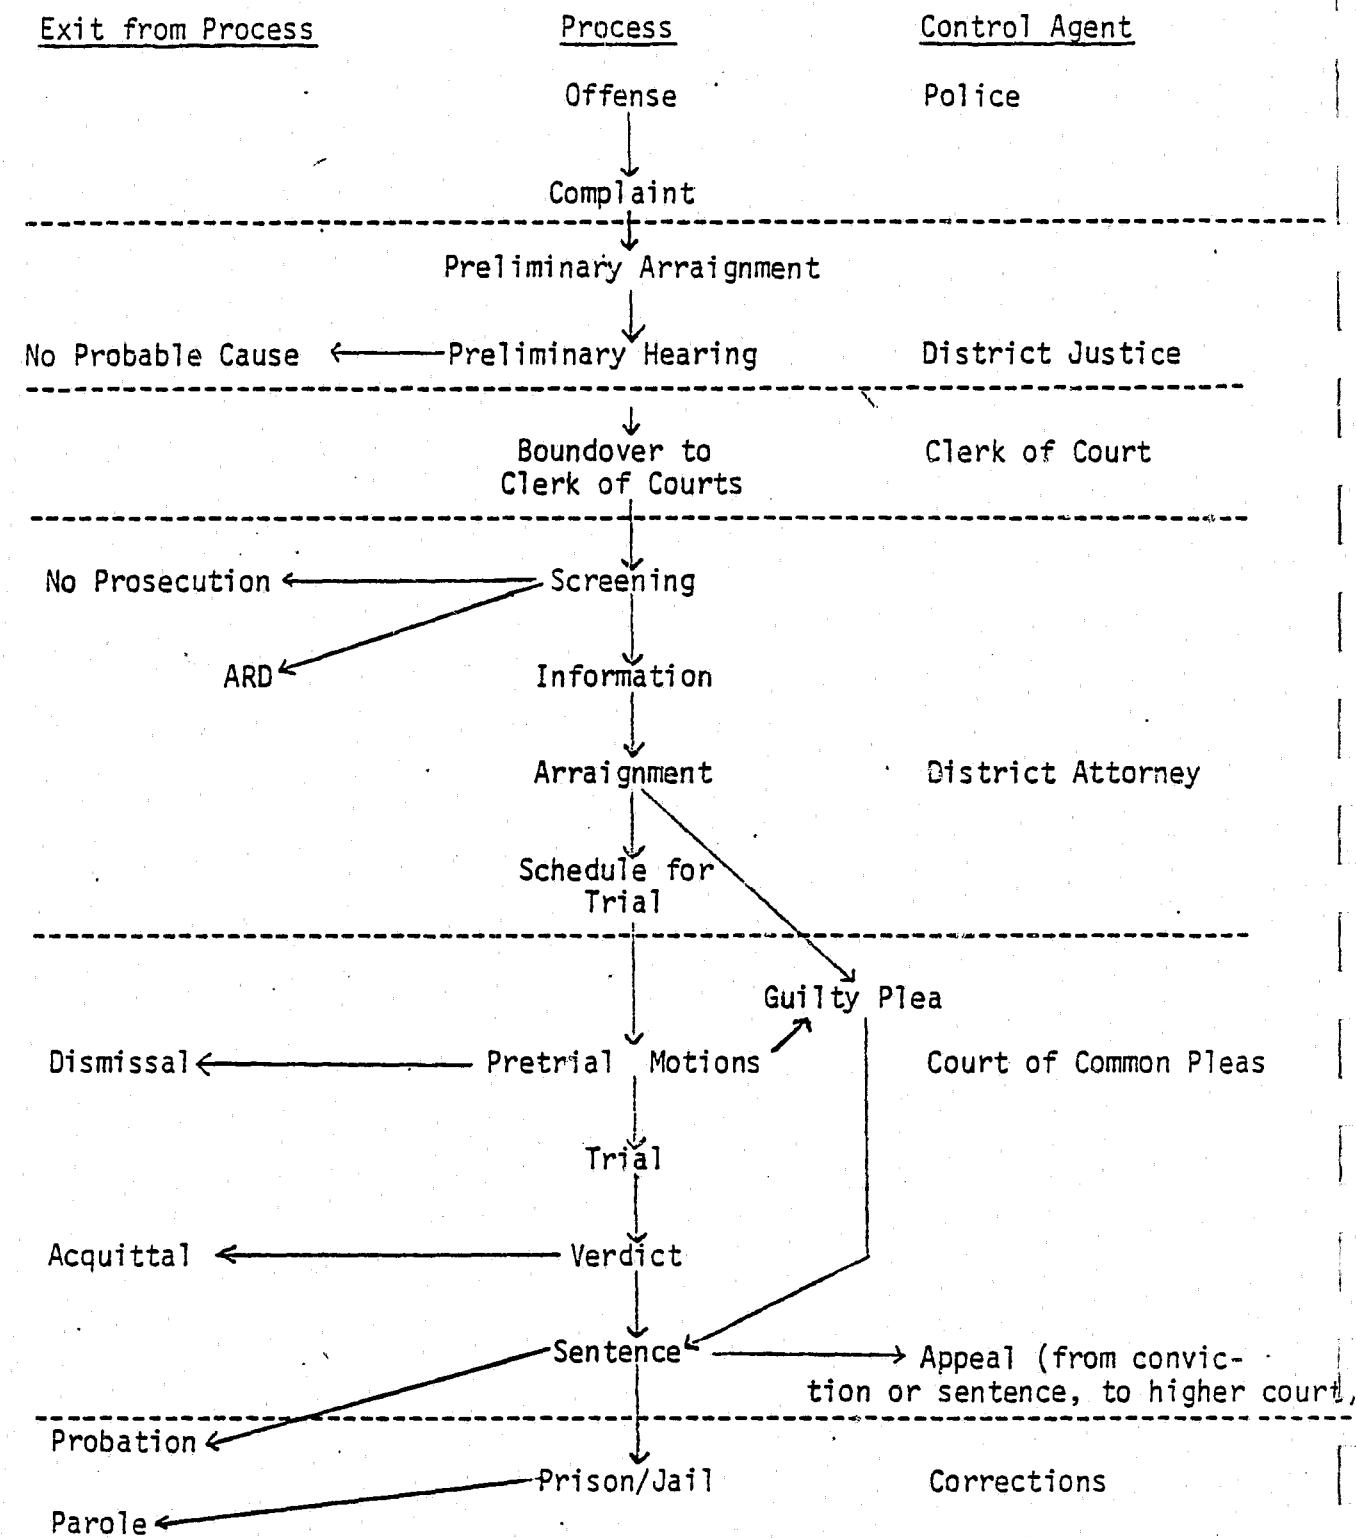 Exit from Process Process Control Agent
Offense Police
Complaint
Preliminary Arraignment
No Probable Cause Preliminary Hearing District Justice
Boundover to Clerk of Court
Clerk of Courts
No Prosecution Screening
ARD Information
Arraignment District Attorney
Schedule for
Trial
Guilty Plea
Dismissal Pretrial Motions Court of Common Pleas
Trial
Acquittal Verdict
Sentence Appeal (from convic-
tion or sentence, to higher court,
Probation
Prison/Jail Corrections
Parole